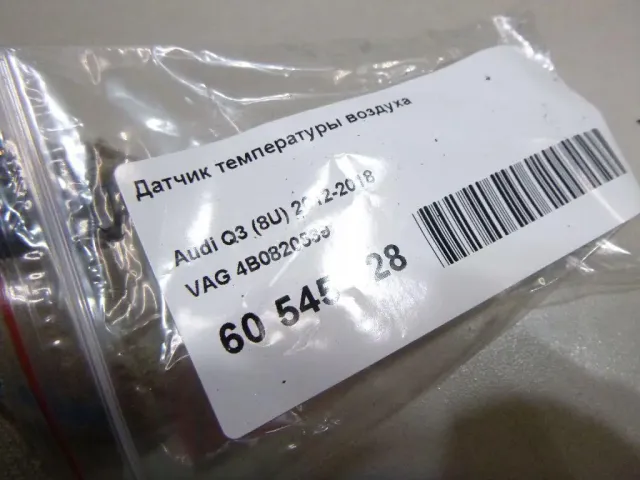 Датчик температуры воздуха
Audi Q3 (8U) 2012-2018
VAG 4B0820539
60 545 28